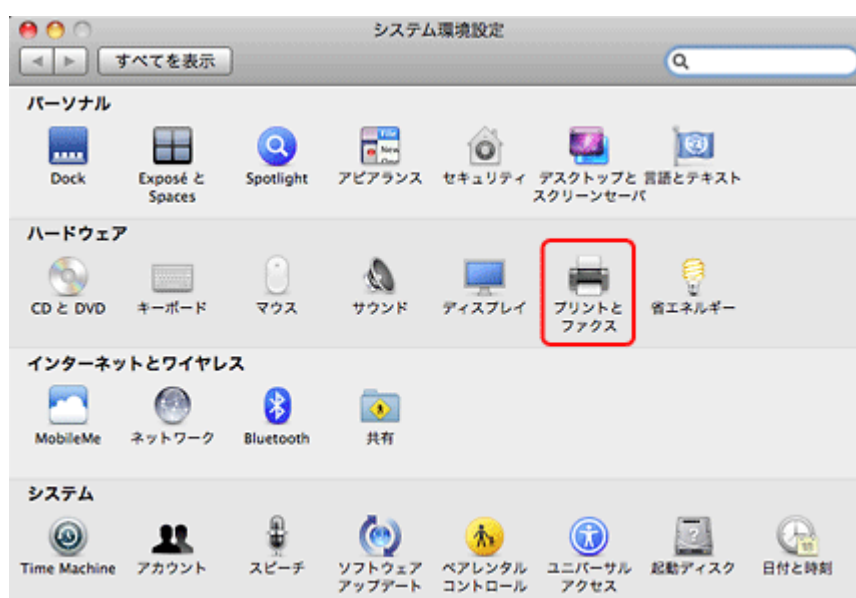 システム環境設定
すべてを表示
パーソナル
Dock
Exposé と
Spaces
Spotlight
アピアランス
セキュリティ
デスクトップと
スクリーンセーバ
言語とテキスト
ハードウェア
CD と DVD
キーボード
マウス
サウンド
ディスプレイ
プリントと
ファクス
省エネルギー
インターネットとワイヤレス
MobileMe
ネットワーク
Bluetooth
共有
システム
Time Machine
アカウント
スピーチ
ソフトウェア
アップデート
ペアレンタル
コントロール
ユニバーサル
アクセス
起動ディスク
日付と時刻